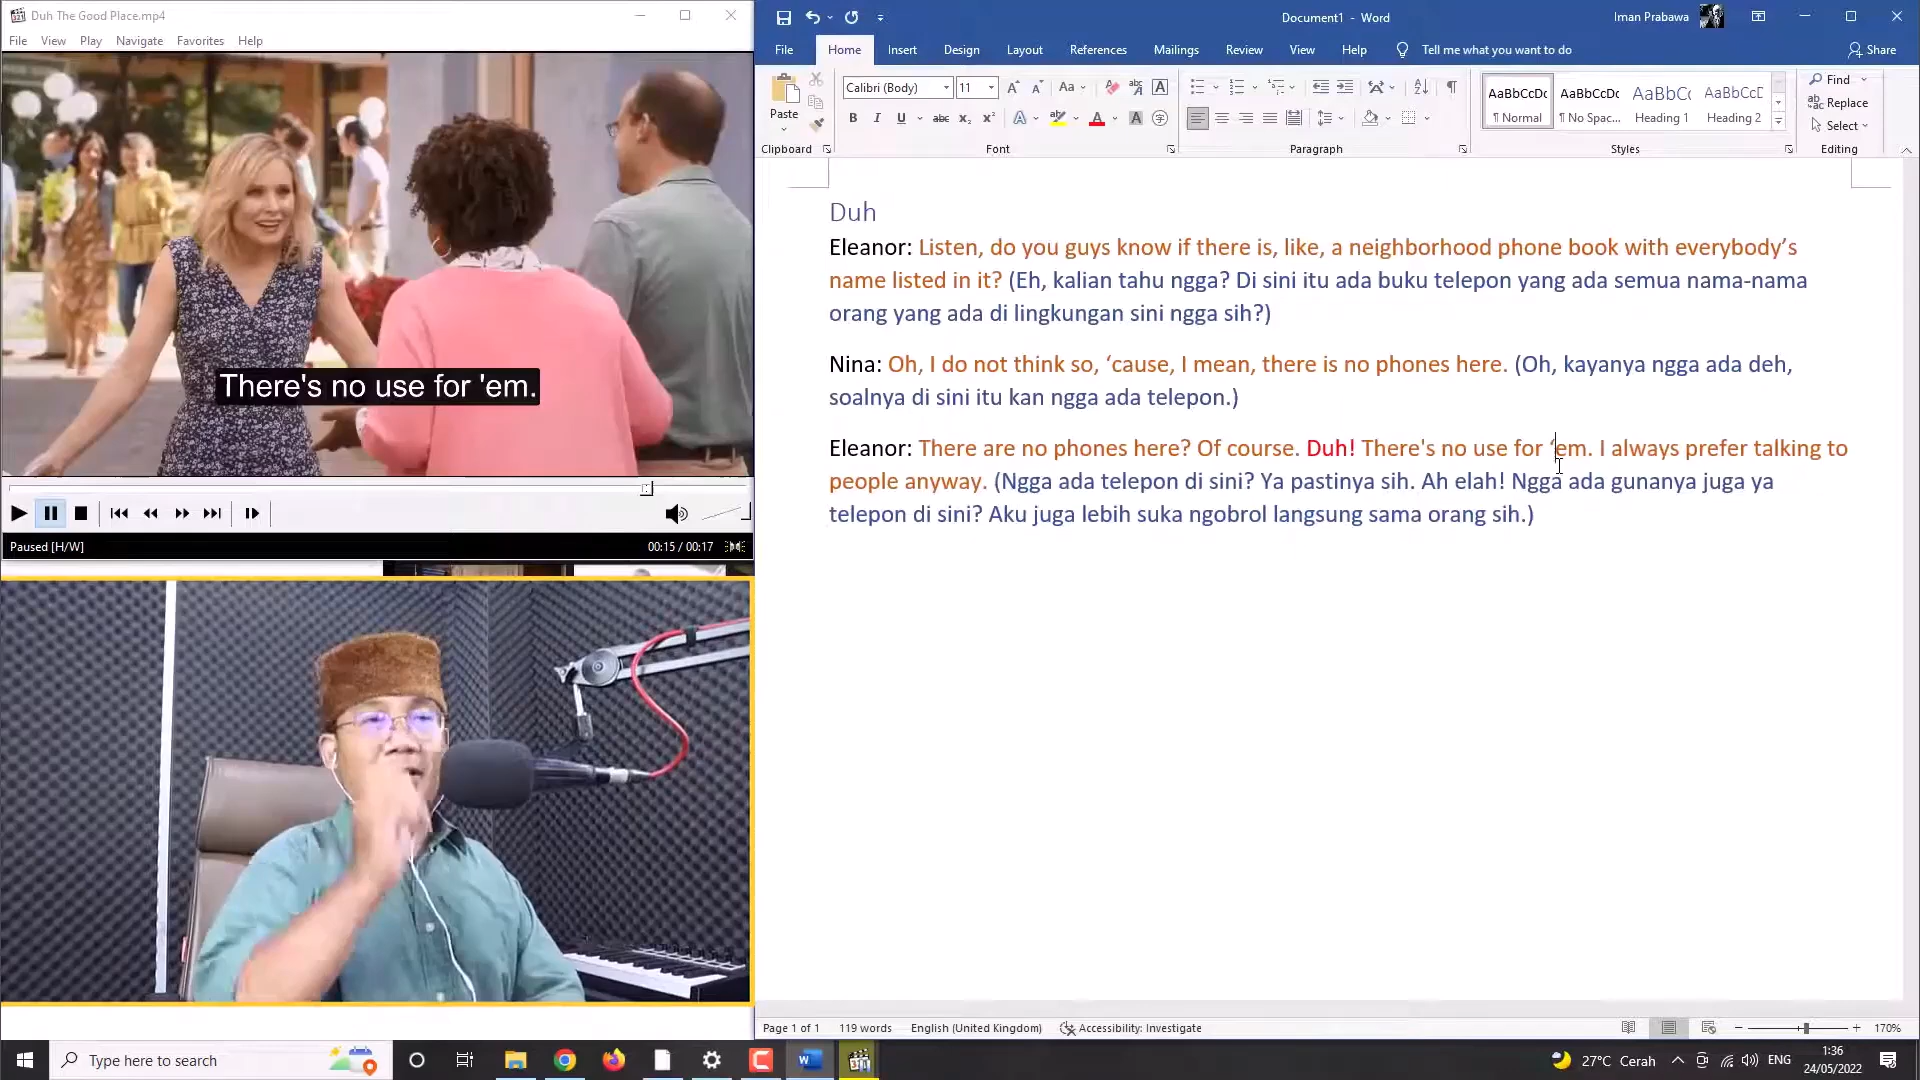 Duh The Good Place.mp4
File View Play Navigate Favorites Help
There's no use for 'em.
Paused [H/W]
00:15 / 00:17
Document1 - Word
Iman Prabawa
File Home Insert Design Layout References Mailings Review View Help Tell me what you want to do Share
Paste
Clipboard
Calibri (Body) 11
Font
Paragraph
AaBbCcDc AaBbCcDc AaBbC AaBbCcD
¶ Normal ¶ No Spac... Heading 1 Heading 2
Styles
Find
Replace
Select
Editing
Duh
Eleanor: Listen, do you guys know if there is, like, a neighborhood phone book with everybody’s
name listed in it? (Eh, kalian tahu ngga? Di sini itu ada buku telepon yang ada semua nama-nama
orang yang ada di lingkungan sini ngga sih?)
Nina: Oh, I do not think so, ‘cause, I mean, there is no phones here. (Oh, kayanya ngga ada deh,
soalnya di sini itu kan ngga ada telepon.)
Eleanor: There are no phones here? Of course. Duh! There's no use for ‘em. I always prefer talking to
people anyway. (Ngga ada telepon di sini? Ya pastinya sih. Ah elah! Ngga ada gunanya juga ya
telepon di sini? Aku juga lebih suka ngobrol langsung sama orang sih.)
Page 1 of 1 119 words English (United Kingdom) Accessibility: Investigate
170%
Type here to search
27°C Cerah
ENG
1:36
24/05/2022